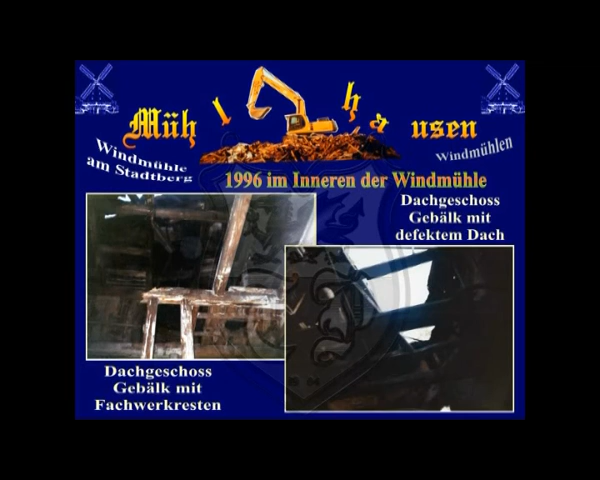 Mühlhausen
Windmühle
am Stadtberg
Windmühlen
1996 im Inneren der Windmühle
Dachgeschoss
Gebälk mit
defektem Dach
Dachgeschoss
Gebälk mit
Fachwerkresten